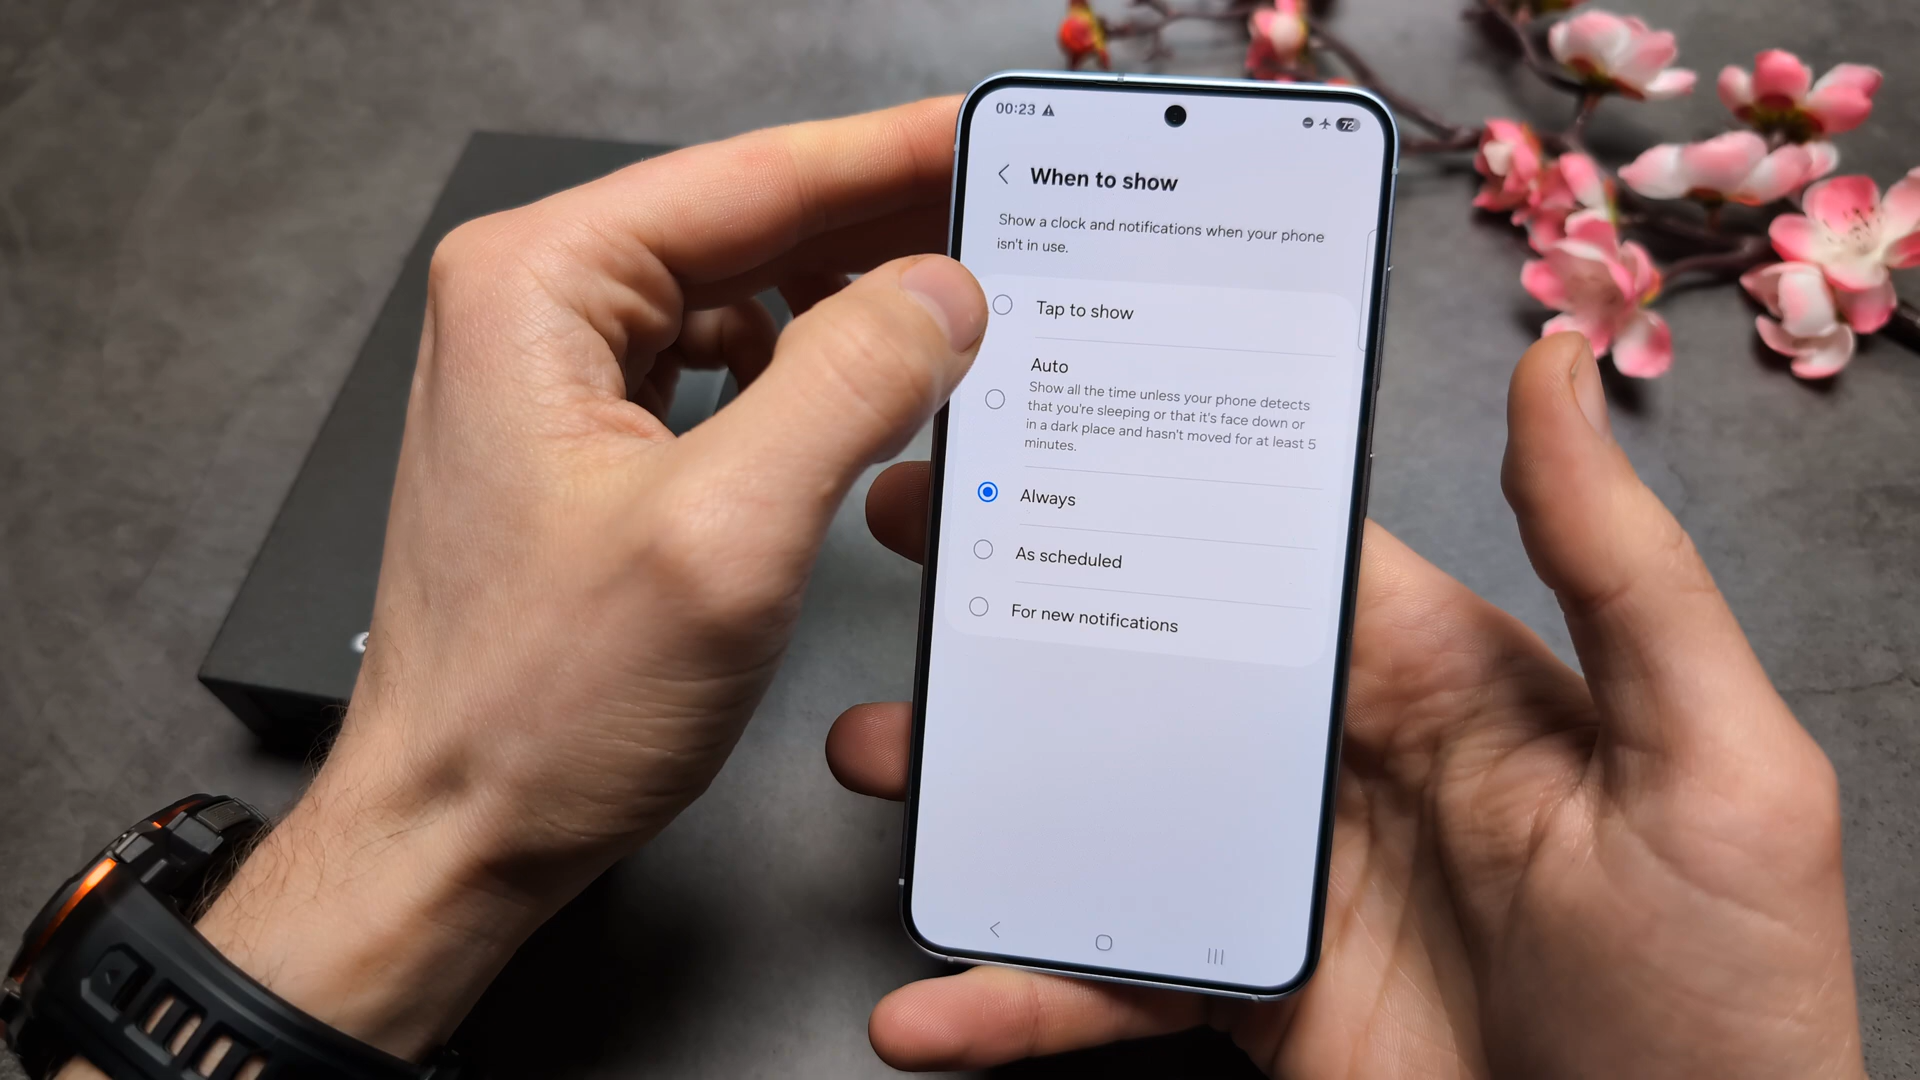 00:23
72
When to show
Show a clock and notifications when your phone
isn't in use.
Tap to show
Auto
Show all the time unless your phone detects
that you're sleeping or that it's face down or
in a dark place and hasn't moved for at least 5
minutes.
Always
As scheduled
For new notifications